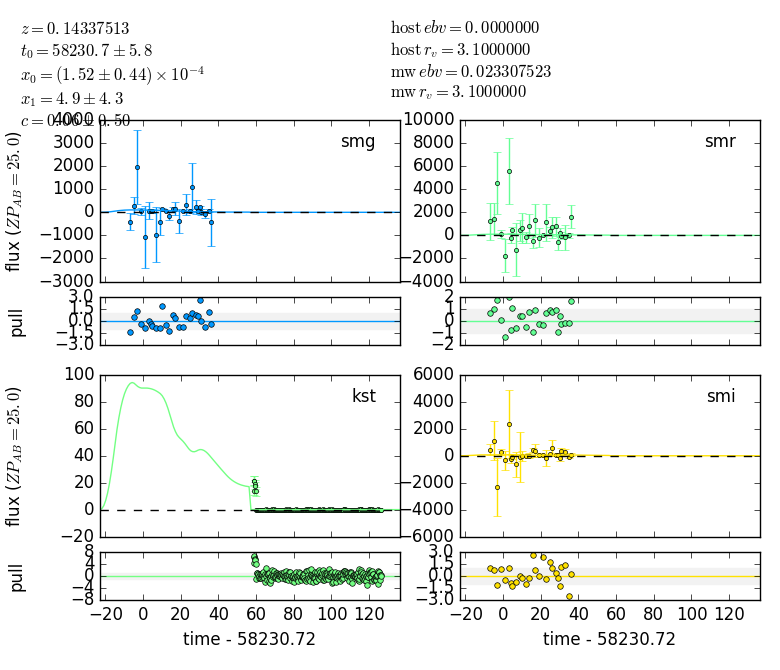 z = 0.14337513
t0 = 58230.7 ± 5.8
x0 = (1.52 ± 0.44) × 10^−4
x1 = 4.9 ± 4.3
c = 0.06 ± 0.50
host ebv = 0.0000000
host rv = 3.1000000
mw ebv = 0.023307523
mw rv = 3.1000000
4000
3000
2000
1000
0
−1000
−2000
−3000
flux (ZP_AB = 25.0)
smg
10000
8000
6000
4000
2000
0
−2000
−4000
smr
3.0
1.5
0.0
−1.5
−3.0
pull
2
1
0
−1
−2
100
80
60
40
20
0
−20
flux (ZP_AB = 25.0)
kst
6000
4000
2000
0
−2000
−4000
−6000
smi
8
4
0
−4
−8
pull
3.0
1.5
0.0
−1.5
−3.0
−20 0 20 40 60 80 100 120
−20 0 20 40 60 80 100 120
time - 58230.72
time - 58230.72